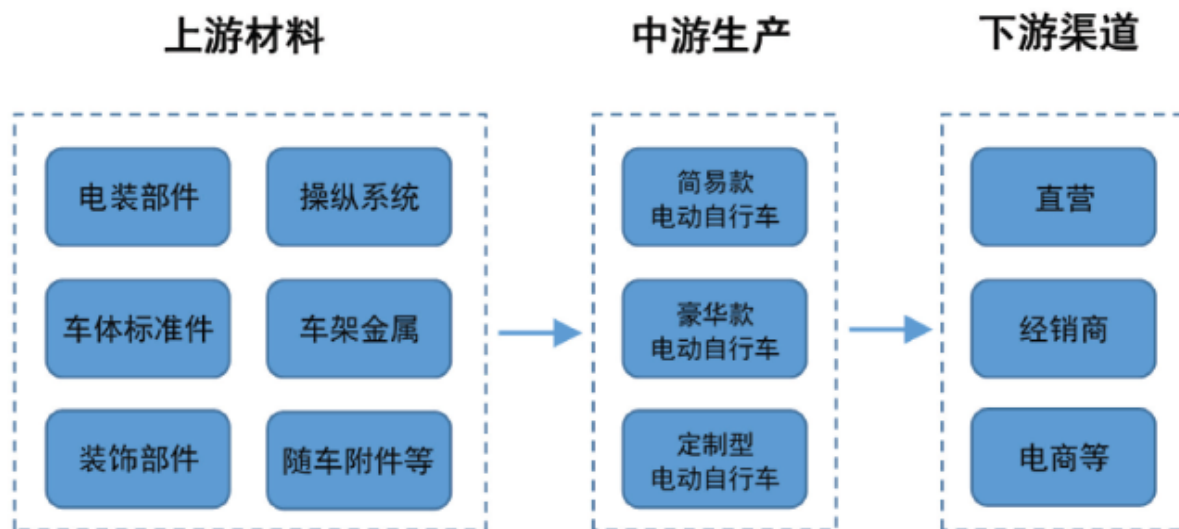 上游材料
中游生产
下游渠道
电装部件
操纵系统
车体标准件
车架金属
装饰部件
随车附件等
简易款
电动自行车
豪华款
电动自行车
定制型
电动自行车
直营
经销商
电商等